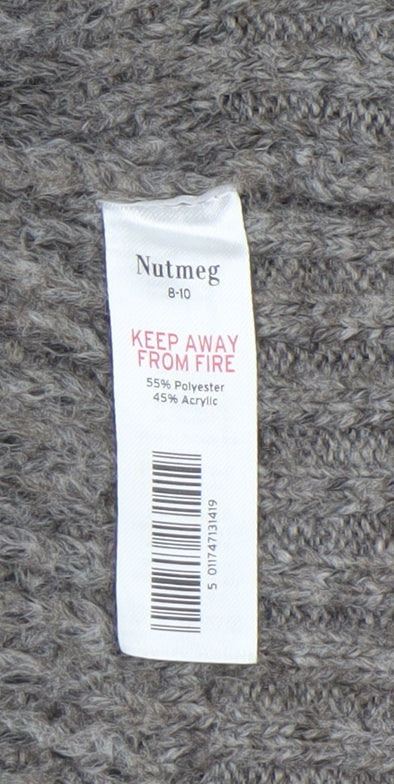 Nutmeg
8-10
KEEP AWAY
FROM FIRE
55% Polyester
45% Acrylic
5 011747131419